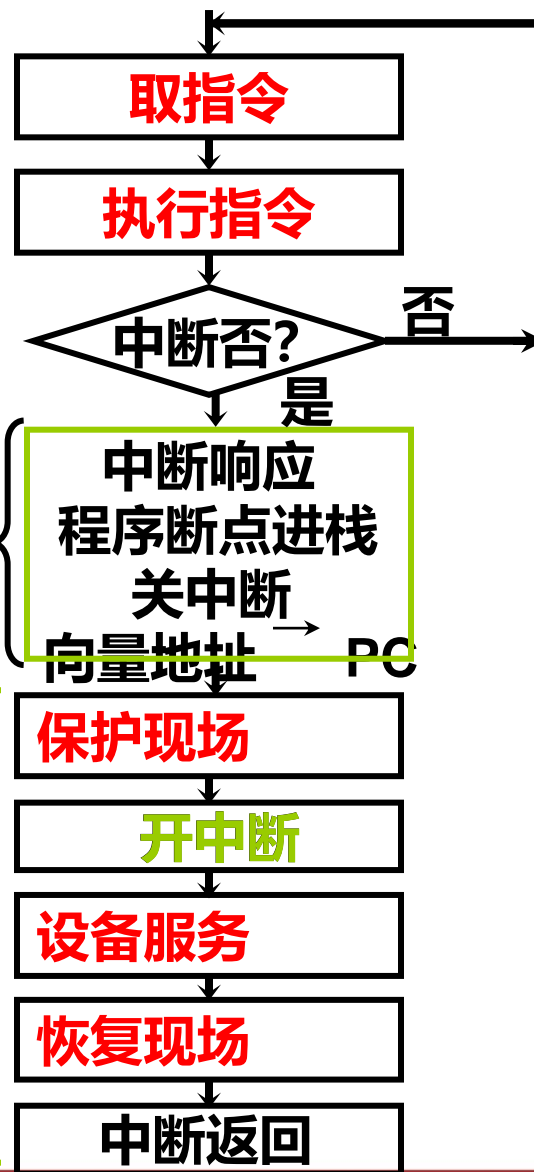 取指令
执行指令
中断否？
否
是
中断响应
程序断点进栈
关中断
向量地址 → PC
保护现场
开中断
设备服务
恢复现场
中断返回